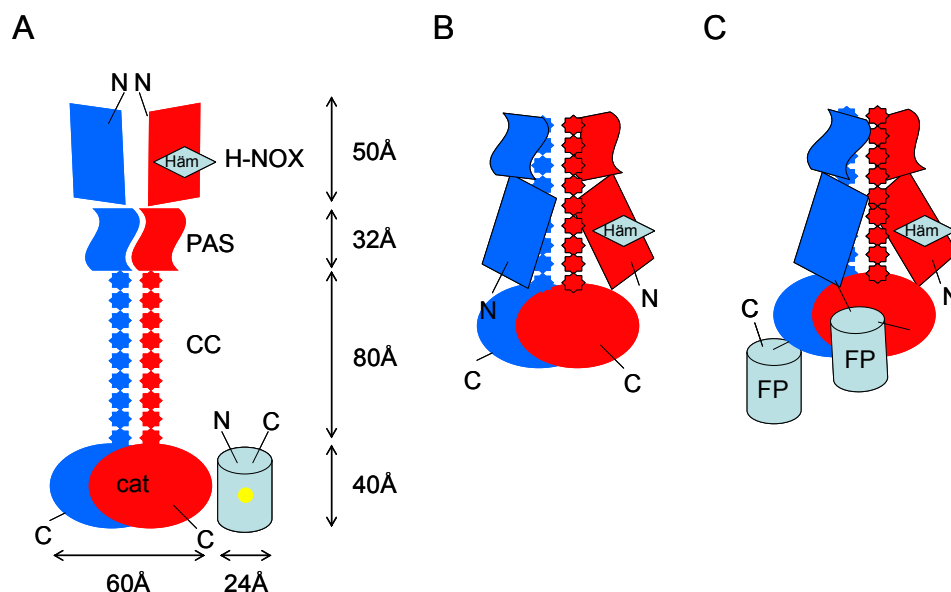 A
N N
Häm
H-NOX
50Å
PAS
32Å
CC
80Å
N
C
cat
40Å
C
C
60Å
24Å
B
Häm
N
N
C
C
C
Häm
N
C
FP
FP